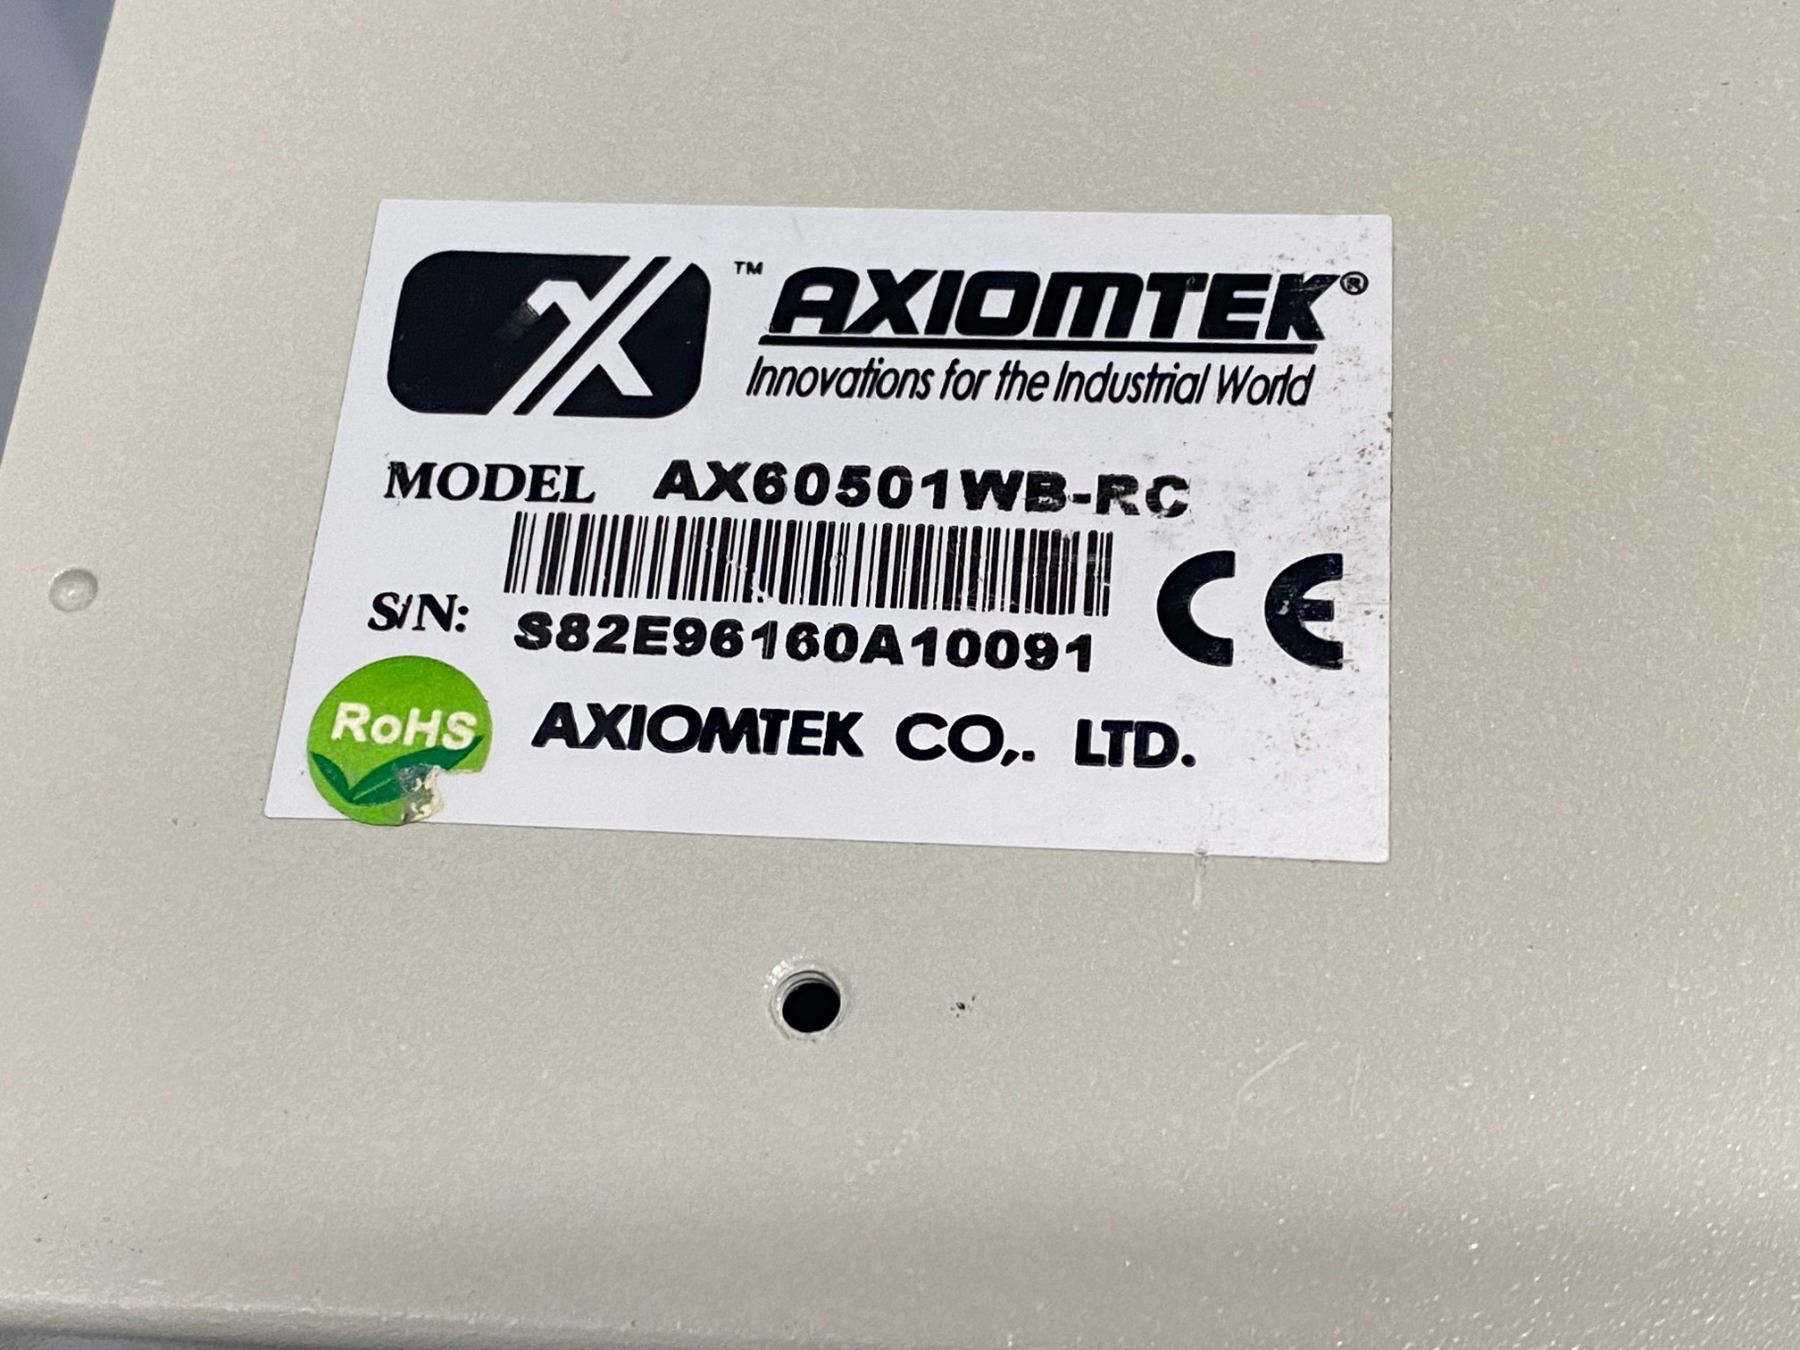 ™ AXIOMTEK®
Innovations for the Industrial World
MODEL AX60501WB-RC
S/N: S82E96160A10091
CE
RoHS
AXIOMTEK CO,. LTD.